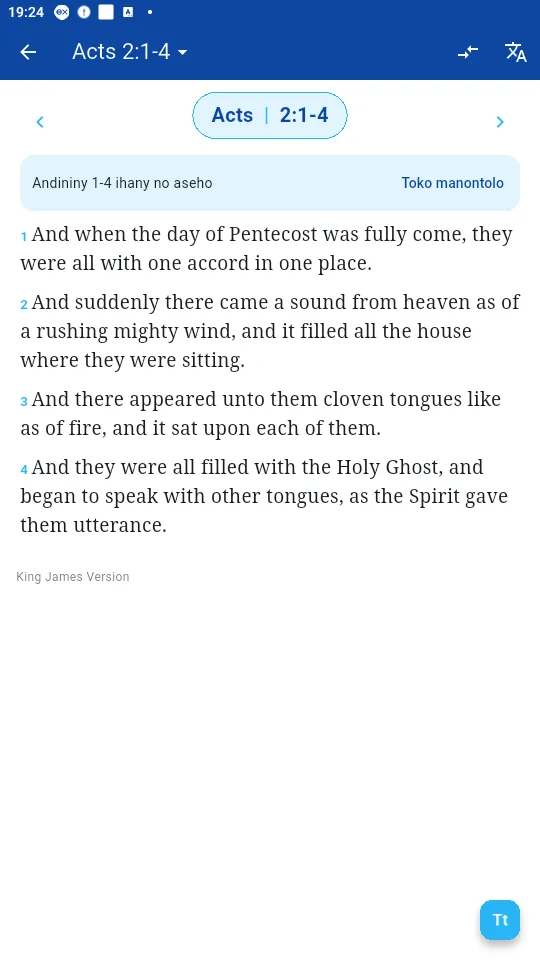 19:24
Acts 2:1-4
Acts | 2:1-4
Andininy 1-4 ihany no aseho
Toko manontolo
1 And when the day of Pentecost was fully come, they
were all with one accord in one place.
2 And suddenly there came a sound from heaven as of
a rushing mighty wind, and it filled all the house
where they were sitting.
3 And there appeared unto them cloven tongues like
as of fire, and it sat upon each of them.
4 And they were all filled with the Holy Ghost, and
began to speak with other tongues, as the Spirit gave
them utterance.
King James Version
Tt